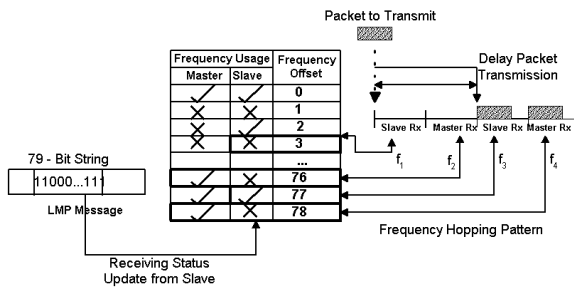 Packet to Transmit
Delay Packet
Transmission
Frequency Usage
Frequency
Offset
Master
Slave
0
1
2
3
...
76
77
78
Slave Rx
Master Rx
Slave Rx
Master Rx
f1
f2
f3
f4
79 - Bit String
11000...111
LMP Message
Frequency Hopping Pattern
Receiving Status
Update from Slave